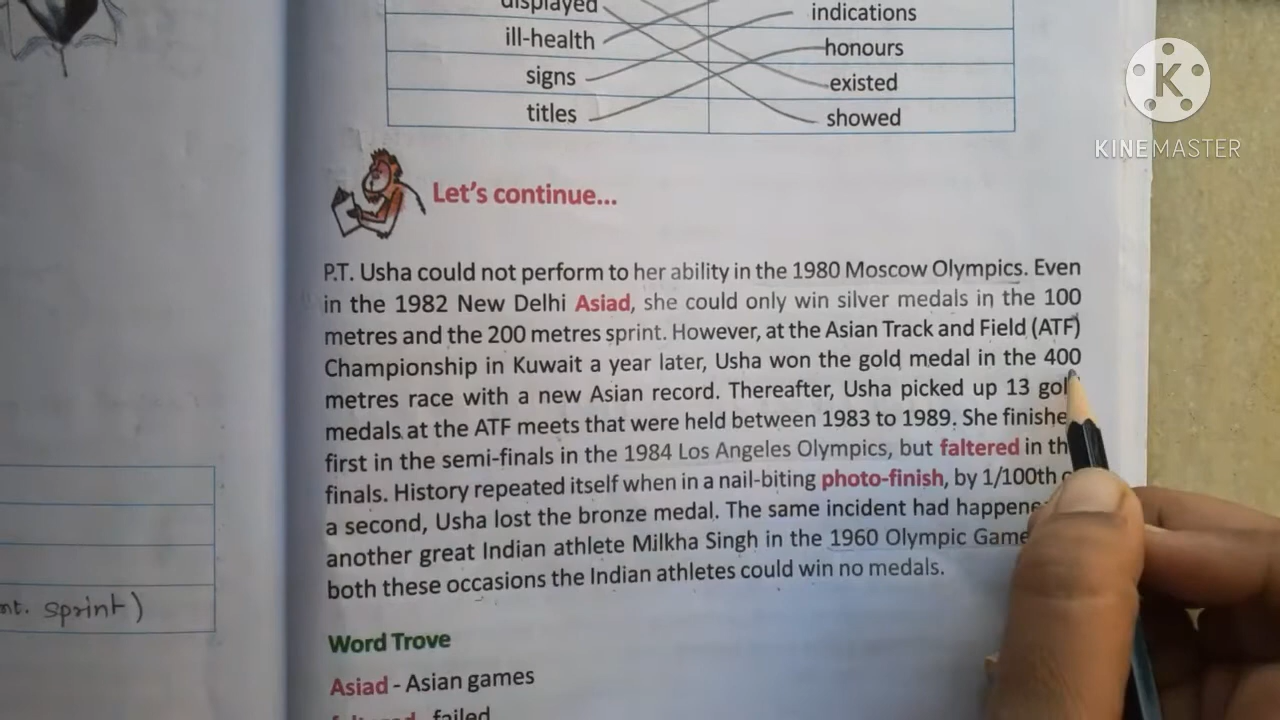 displayed
indications
ill-health
honours
signs
existed
titles
showed
K
KINEMASTER
Let's continue...
P.T. Usha could not perform to her ability in the 1980 Moscow Olympics. Even
in the 1982 New Delhi Asiad, she could only win silver medals in the 100
metres and the 200 metres sprint. However, at the Asian Track and Field (ATF)
Championship in Kuwait a year later, Usha won the gold medal in the 400
metres race with a new Asian record. Thereafter, Usha picked up 13 gol
medals at the ATF meets that were held between 1983 to 1989. She finishe
first in the semi-finals in the 1984 Los Angeles Olympics, but faltered in th
finals. History repeated itself when in a nail-biting photo-finish, by 1/100th
a second, Usha lost the bronze medal. The same incident had happene
another great Indian athlete Milkha Singh in the 1960 Olympic Game
both these occasions the Indian athletes could win no medals.
nt. sprint)
Word Trove
Asiad - Asian games
faltered - failed